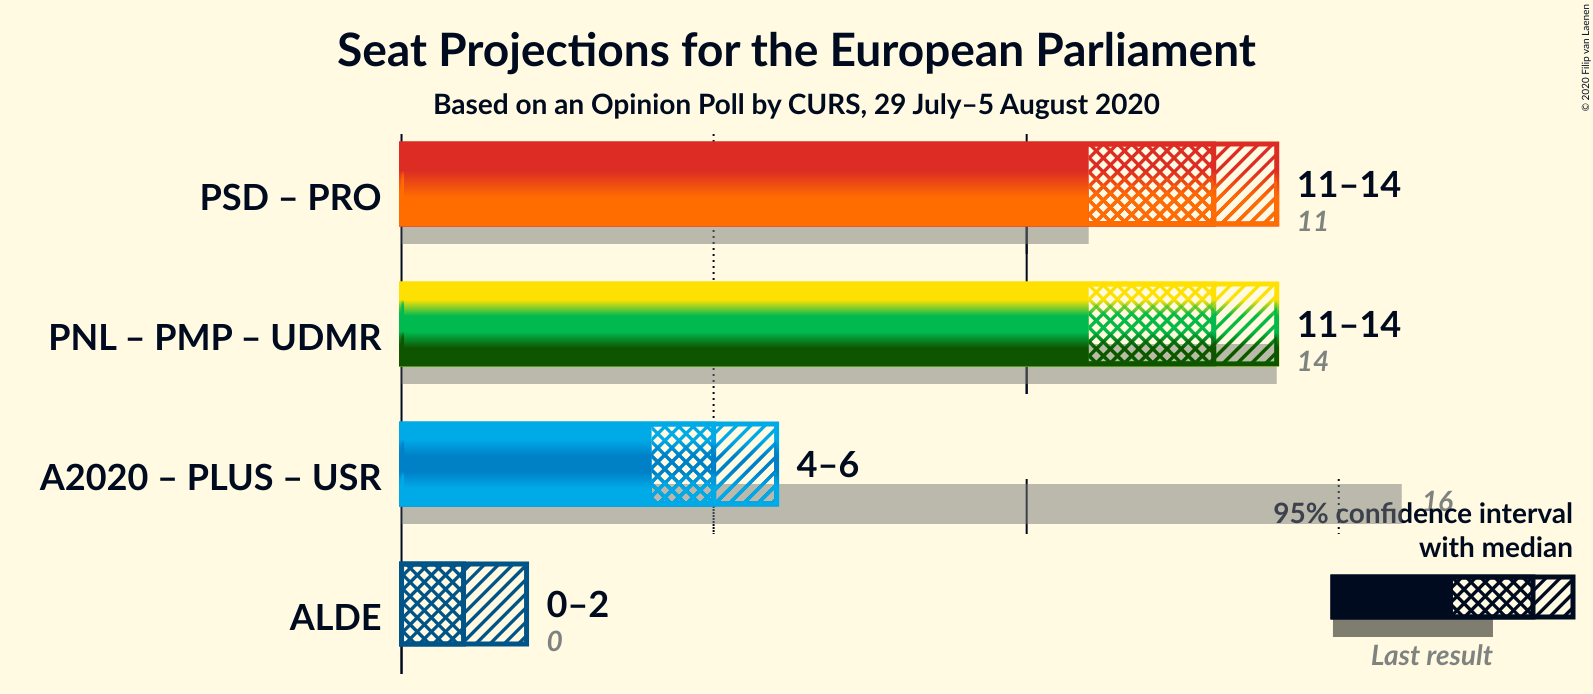 Seat Projections for the European Parliament
Based on an Opinion Poll by CURS, 29 July–5 August 2020
© 2020 Filip van Laenen
PSD – PRO
11–14
11
PNL – PMP – UDMR
11–14
14
A2020 – PLUS – USR
4–6
16
ALDE
0–2
0
95% confidence interval
with median
Last result